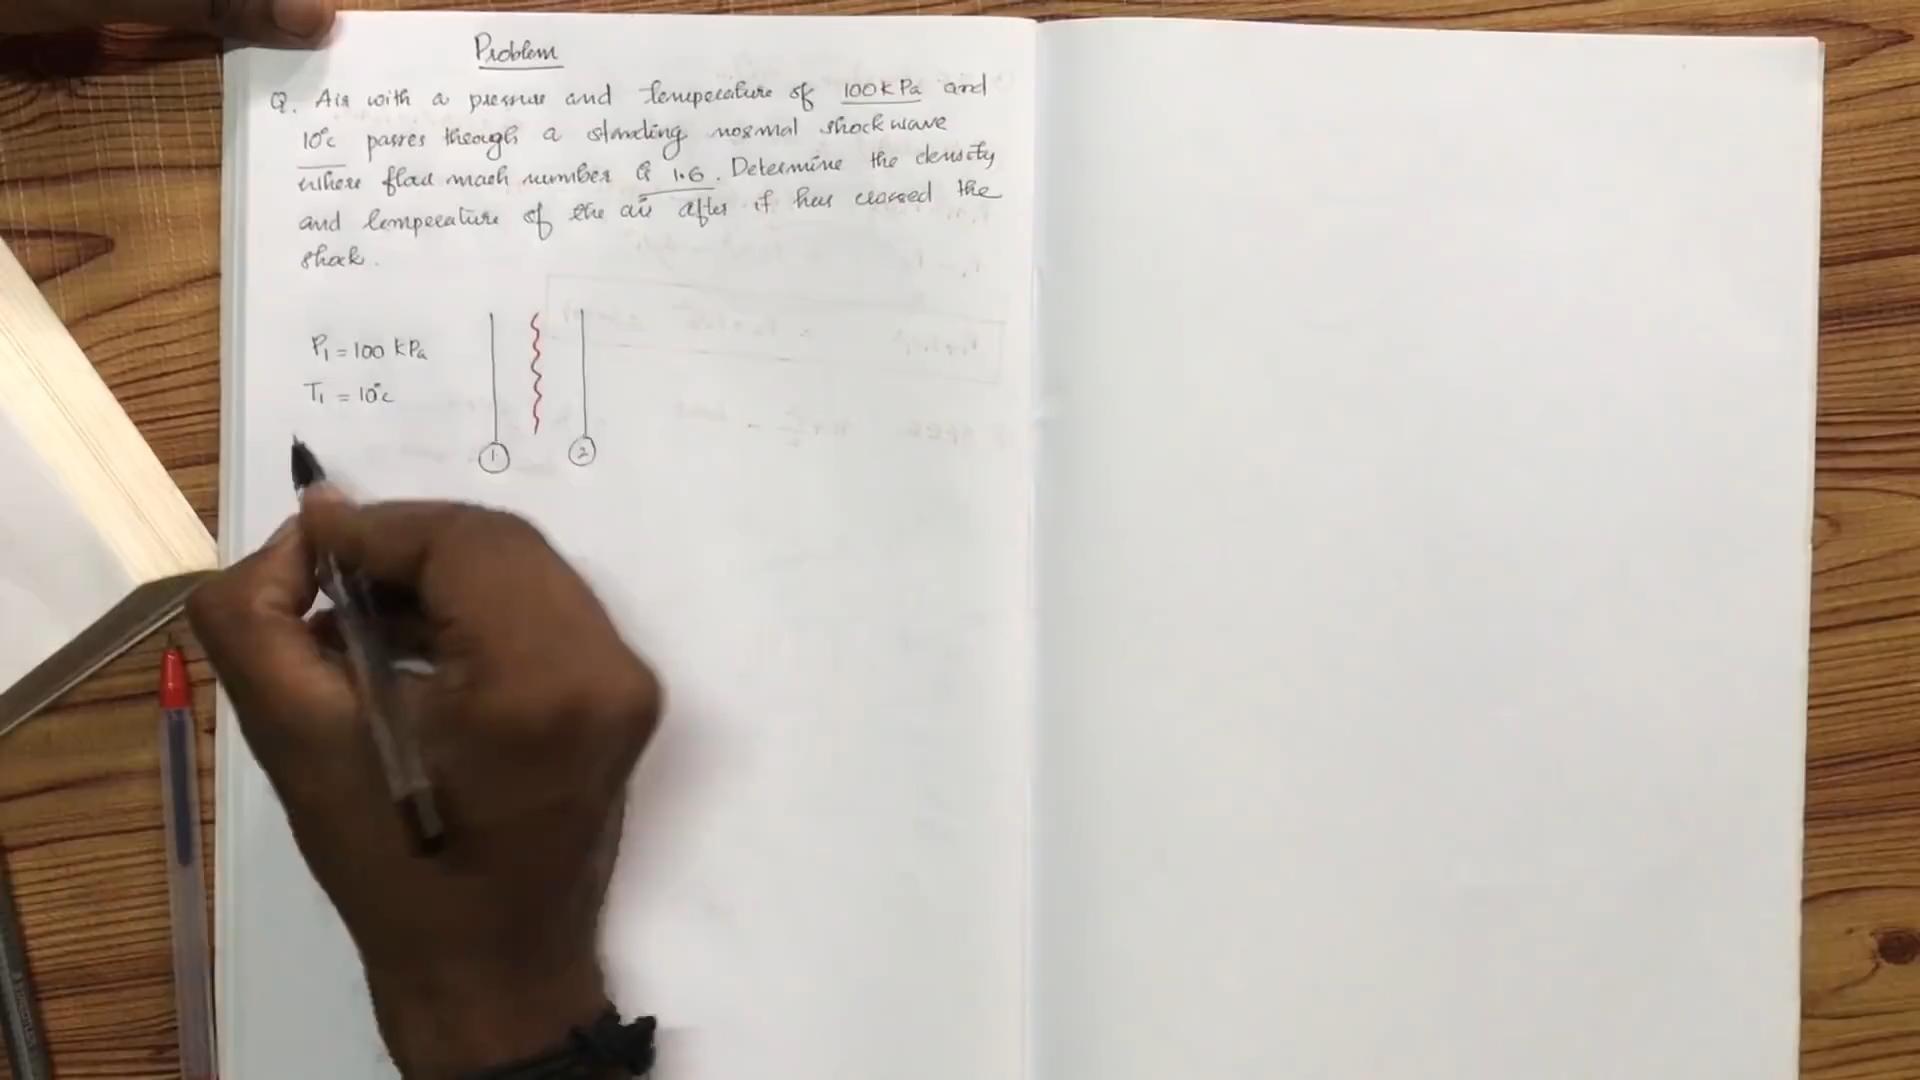 Problem
Q. Air with a pressure and temperature of 100kPa and
10°c passes through a standing normal shock wave
where flow mach number is 1.6. Determine the density
and temperature of the air after it has crossed the
shock.
P1 = 100 kPa
T1 = 10°c
1
2